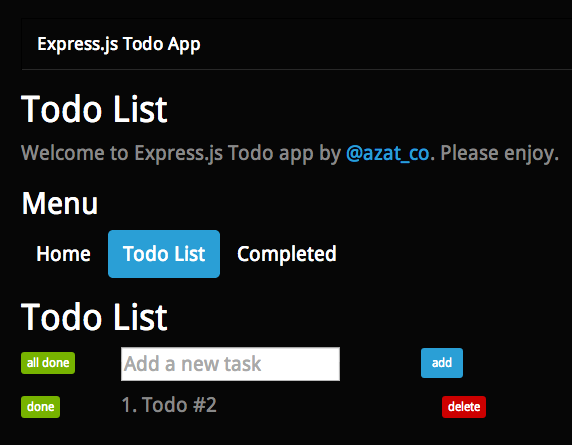 Express.js Todo App
Todo List
Welcome to Express.js Todo app by @azat_co. Please enjoy.
Menu
Home Todo List Completed
Todo List
all done Add a new task add
done 1. Todo #2 delete